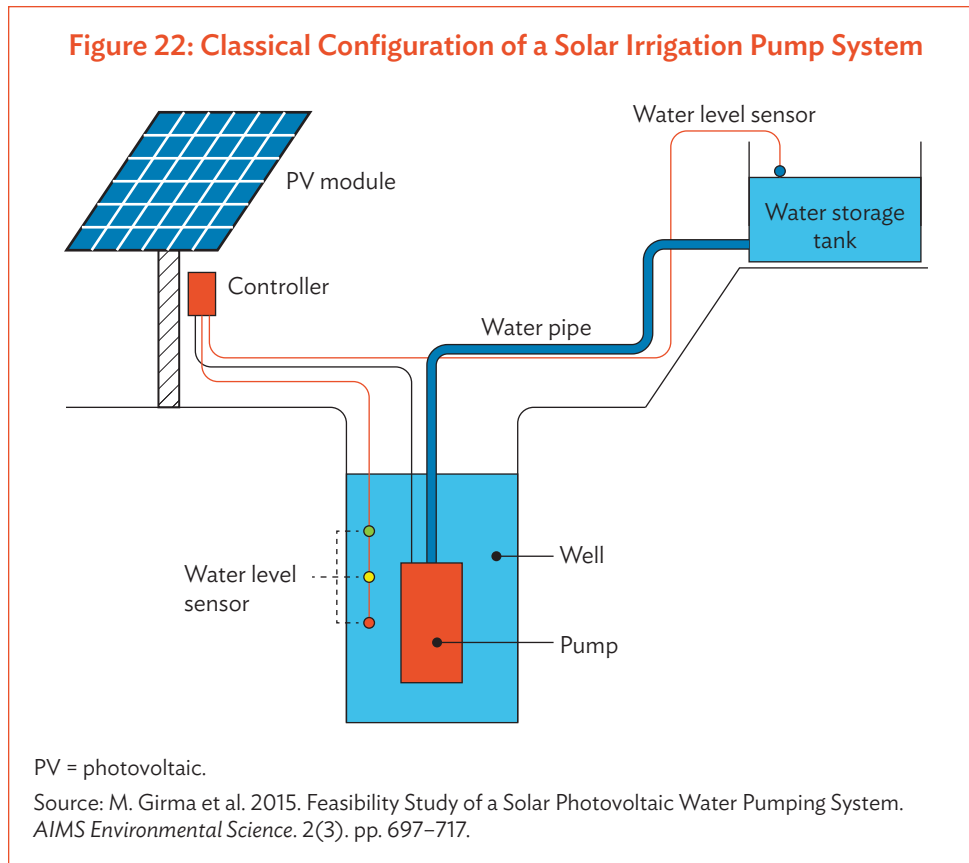 Figure 22: Classical Configuration of a Solar Irrigation Pump System
Water level sensor
PV module
Water storage
tank
Controller
Water pipe
Well
Water level
sensor
Pump
PV = photovoltaic.
Source: M. Girma et al. 2015. Feasibility Study of a Solar Photovoltaic Water Pumping System.
AIMS Environmental Science. 2(3). pp. 697–717.